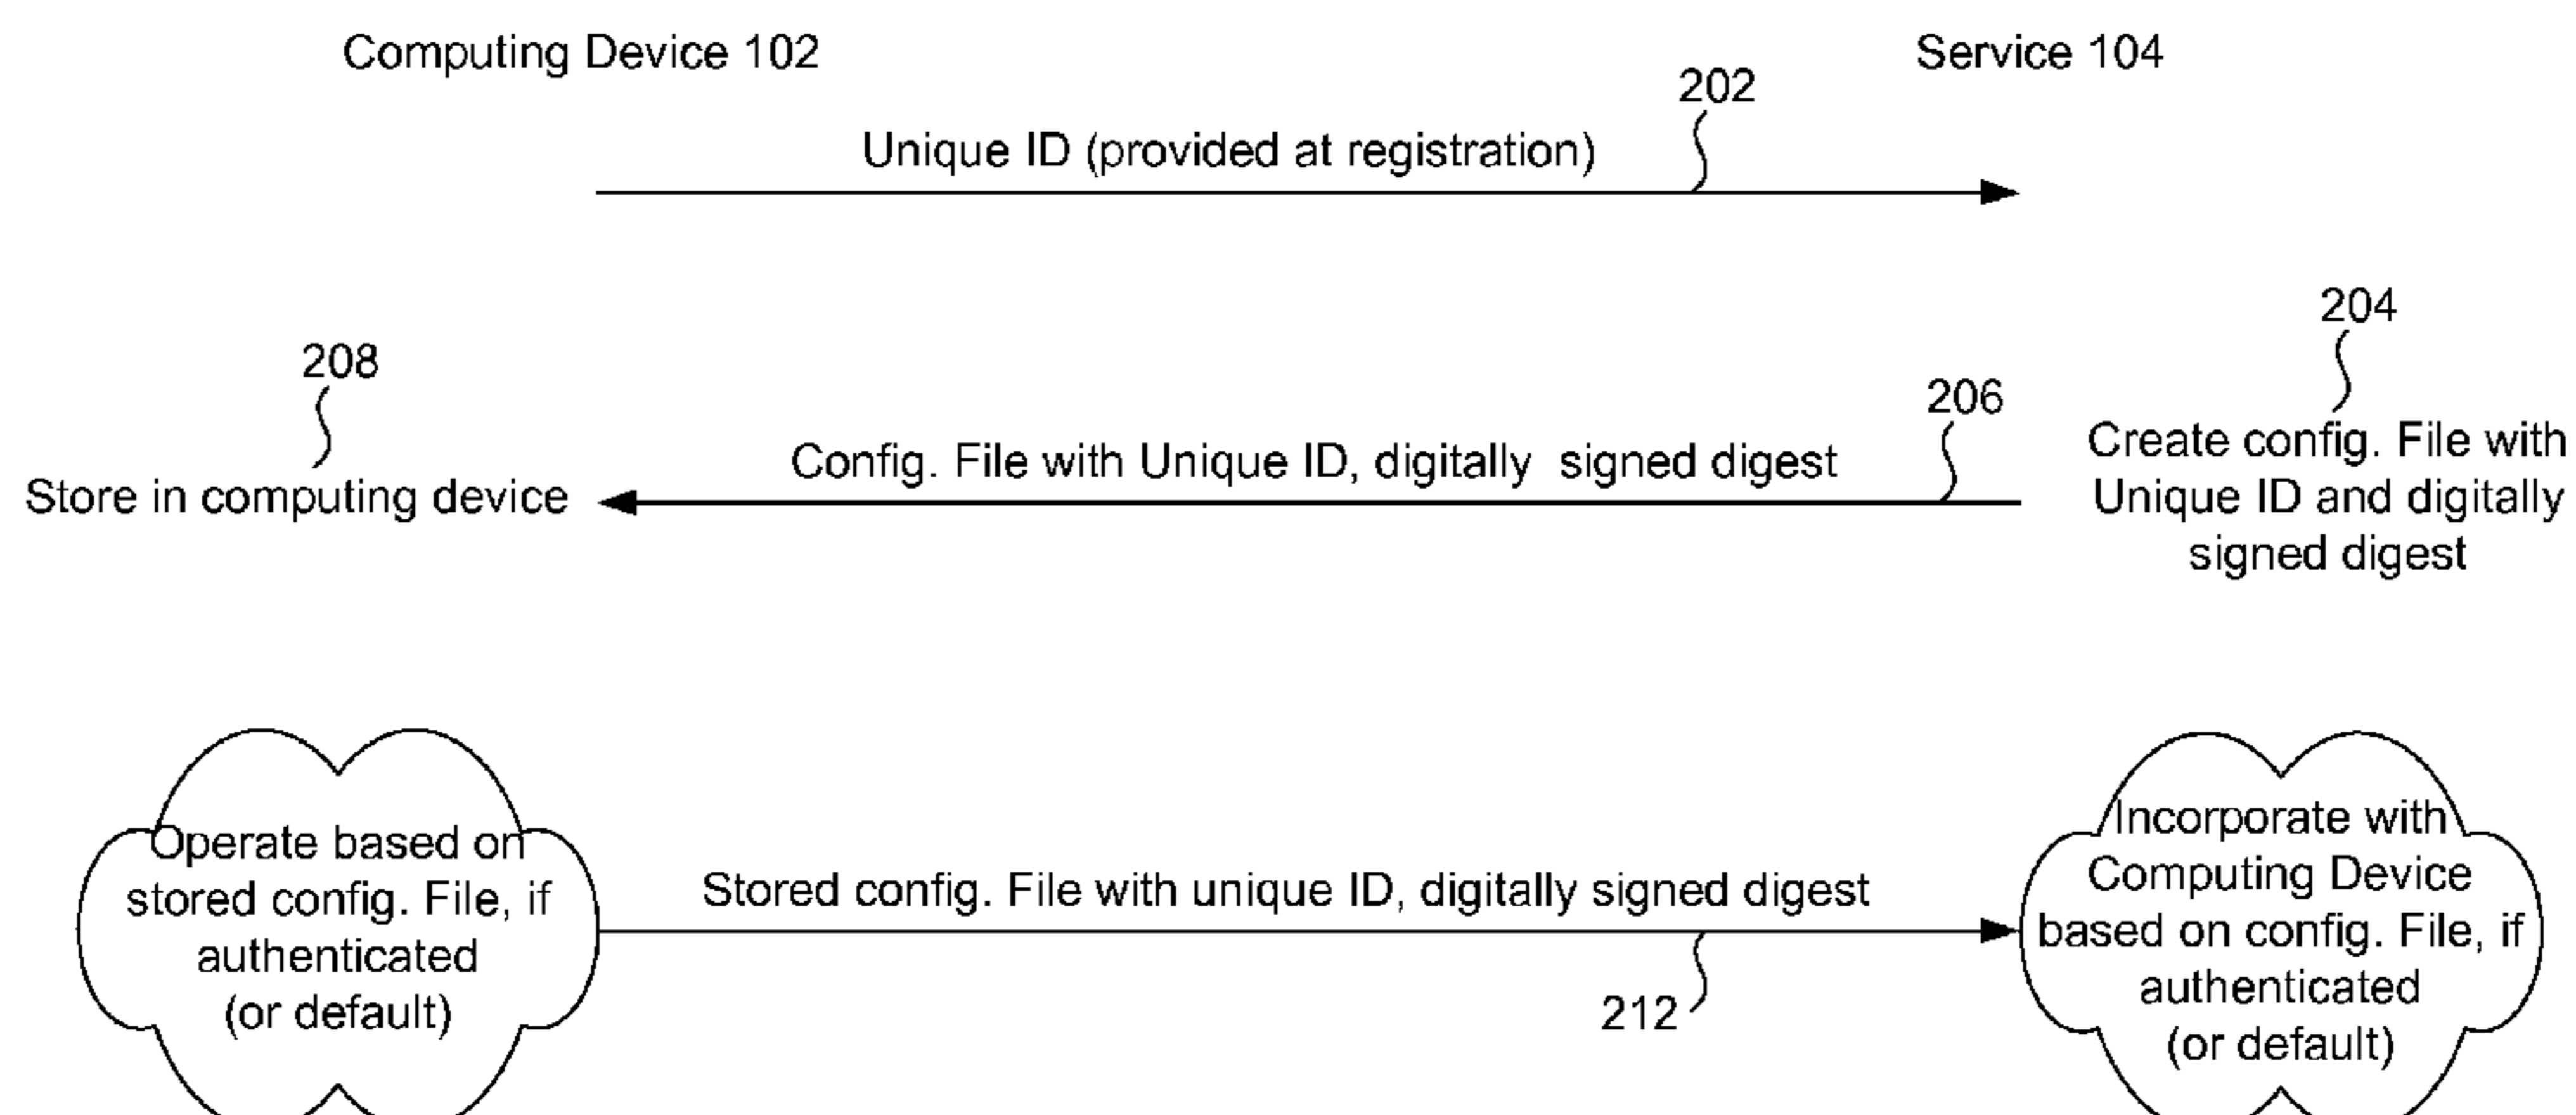 Computing Device 102
Service 104
202
Unique ID (provided at registration)
204
208
206
Create config. File with
Config. File with Unique ID, digitally signed digest
Store in computing device
Unique ID and digitally
signed digest
Operate based on
stored config. File, if
authenticated
(or default)
Stored config. File with unique ID, digitally signed digest
212
Incorporate with
Computing Device
based on config. File, if
authenticated
(or default)